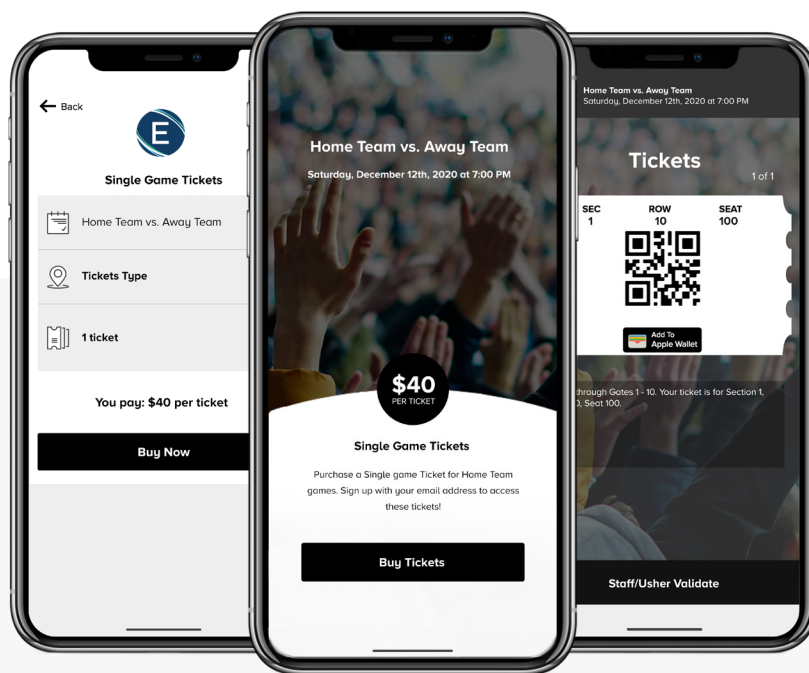 Back
E
Single Game Tickets
Home Team vs. Away Team
Tickets Type
1 ticket
You pay: $40 per ticket
Buy Now
Home Team vs. Away Team
Saturday, December 12th, 2020 at 7:00 PM
$40
PER TICKET
Single Game Tickets
Purchase a Single game Ticket for Home Team
games. Sign up with your email address to access
these tickets!
Buy Tickets
Home Team vs. Away Team
Saturday, December 12th, 2020 at 7:00 PM
Tickets
1 of 1
SEC ROW SEAT
1 10 100
Add To
Apple Wallet
through Gates 1 - 10. Your ticket is for Section 1,
Seat 100.
Staff/Usher Validate